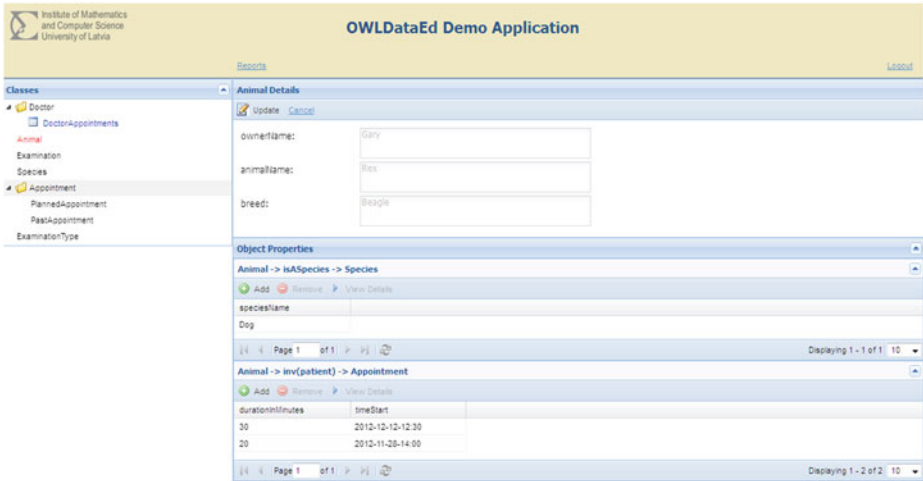 Institute of Mathematics
and Computer Science
University of Latvia
OWLDataEd Demo Application
Reports
Logout
Classes
Doctor
DoctorAppointments
Animal
Examination
Species
Appointment
PlannedAppointment
PastAppointment
ExaminationType
Animal Details
Update Cancel
ownerName: Gary
animalName: Rex
breed: Beagle
Object Properties
Animal -> isASpecies -> Species
Add Remove View Details
speciesName
Dog
Page 1 of 1 Displaying 1 - 1 of 1 10
Animal -> inv(patient) -> Appointment
Add Remove View Details
durationInMinutes timeStart
30 2012-12-12-12:30
20 2012-11-28-14:00
Page 1 of 1 Displaying 1 - 2 of 2 10